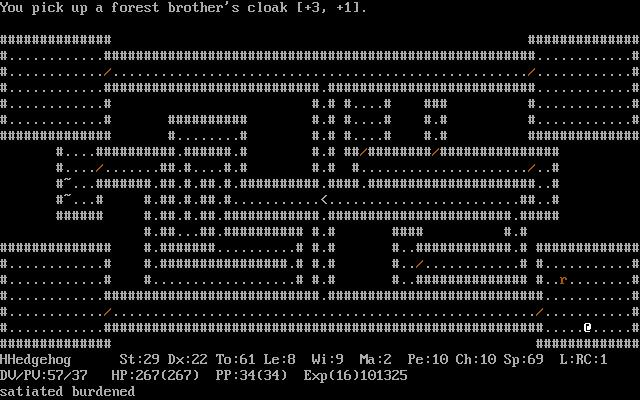 You pick up a forest brother's cloak [+3, +1].
HHedgehog St:29 Dx:22 To:61 Le:8 Wi:9 Ma:2 Pe:10 Ch:10 Sp:69 L:RC:1
DV/PV:57/37 HP:267(267) PP:34(34) Exp(16)101325
satiated burdened